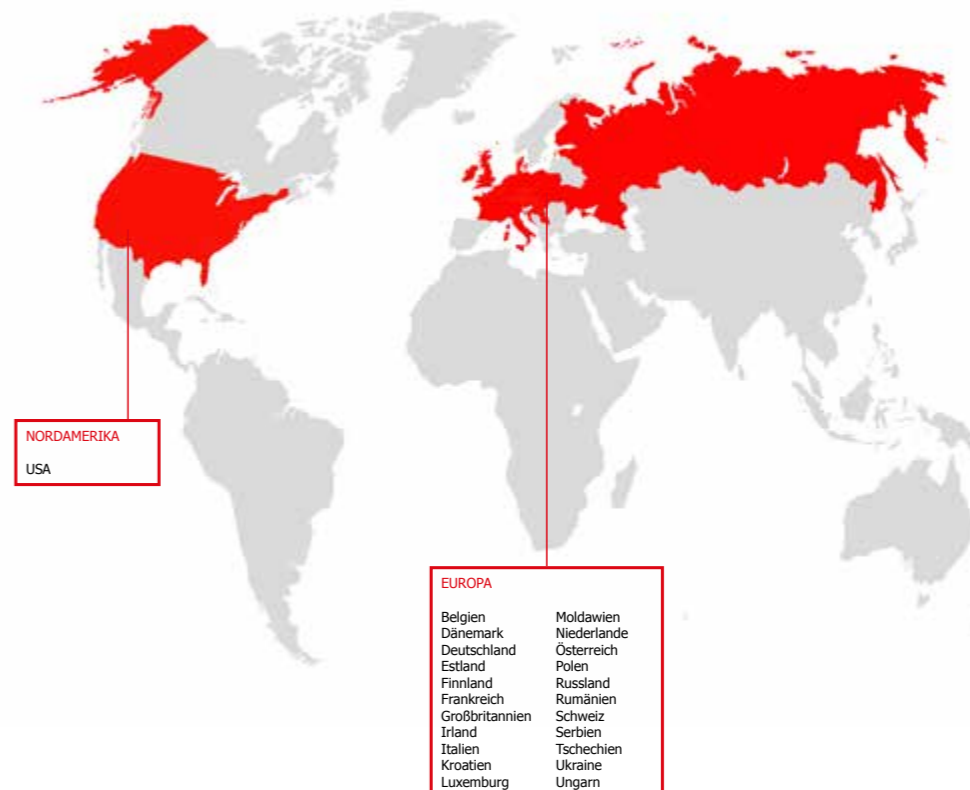 NORDAMERIKA
USA
EUROPA
Belgien
Dänemark
Deutschland
Estland
Finnland
Frankreich
Großbritannien
Irland
Italien
Kroatien
Luxemburg
Moldawien
Niederlande
Österreich
Polen
Russland
Rumänien
Schweiz
Serbien
Tschechien
Ukraine
Ungarn